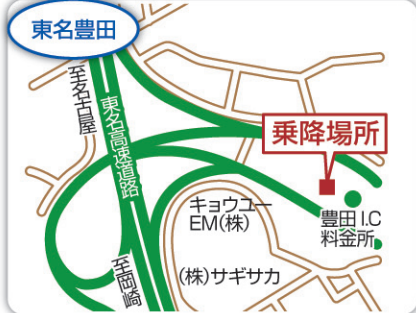 東名豊田
至名古屋
東名高速道路
乗降場所
キョウユー
EM(株)
豊田 I.C
料金所
(株)サギサカ
至岡崎